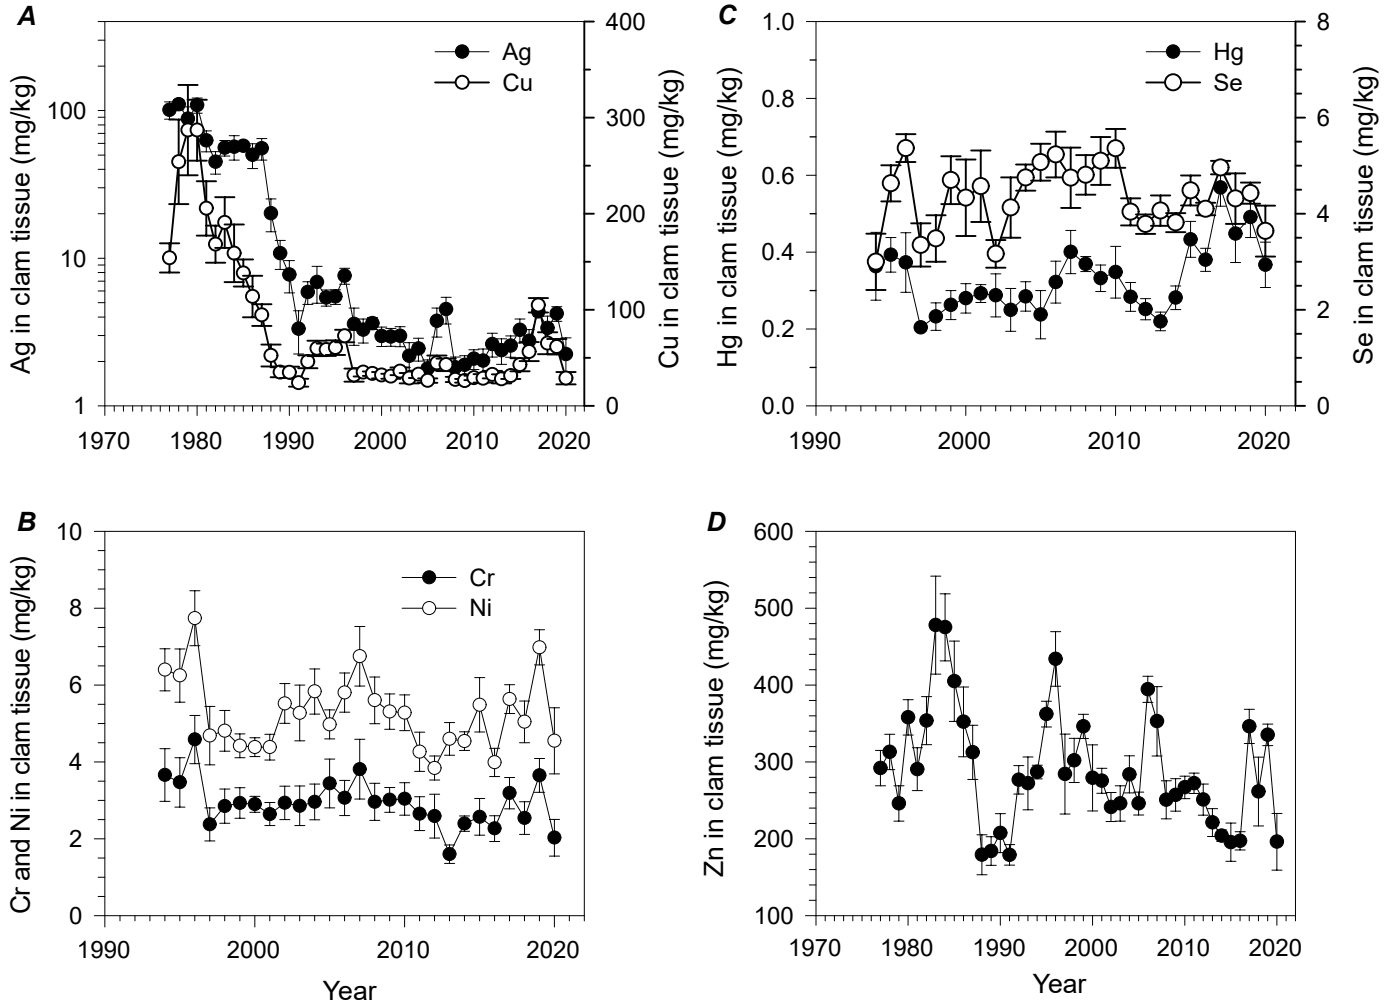 A
Ag in clam tissue (mg/kg)
100
10
1
Ag
Cu
400
300
200
100
0
Cu in clam tissue (mg/kg)
1970 1980 1990 2000 2010 2020
C
Hg in clam tissue (mg/kg)
1.0
0.8
0.6
0.4
0.2
0.0
Hg
Se
8
6
4
2
0
Se in clam tissue (mg/kg)
1990 2000 2010 2020
B
Cr and Ni in clam tissue (mg/kg)
10
8
6
4
2
0
Cr
Ni
1990 2000 2010 2020
Year
D
Zn in clam tissue (mg/kg)
600
500
400
300
200
100
1970 1980 1990 2000 2010 2020
Year